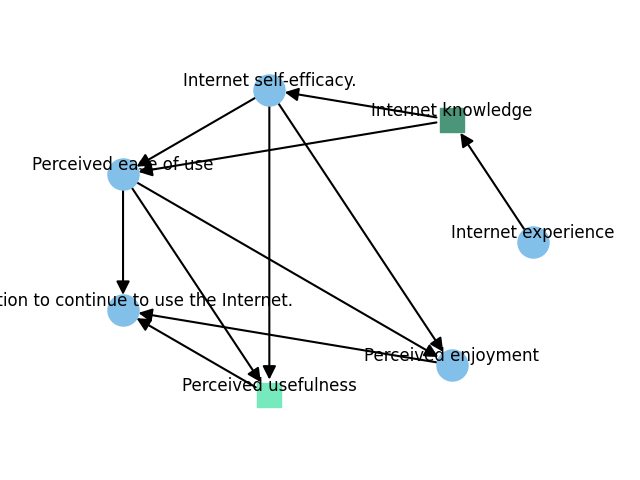 Internet self-efficacy.
Internet knowledge
Perceived ease of use
Internet experience
to continue to use the Internet.
Perceived enjoyment
Perceived usefulness